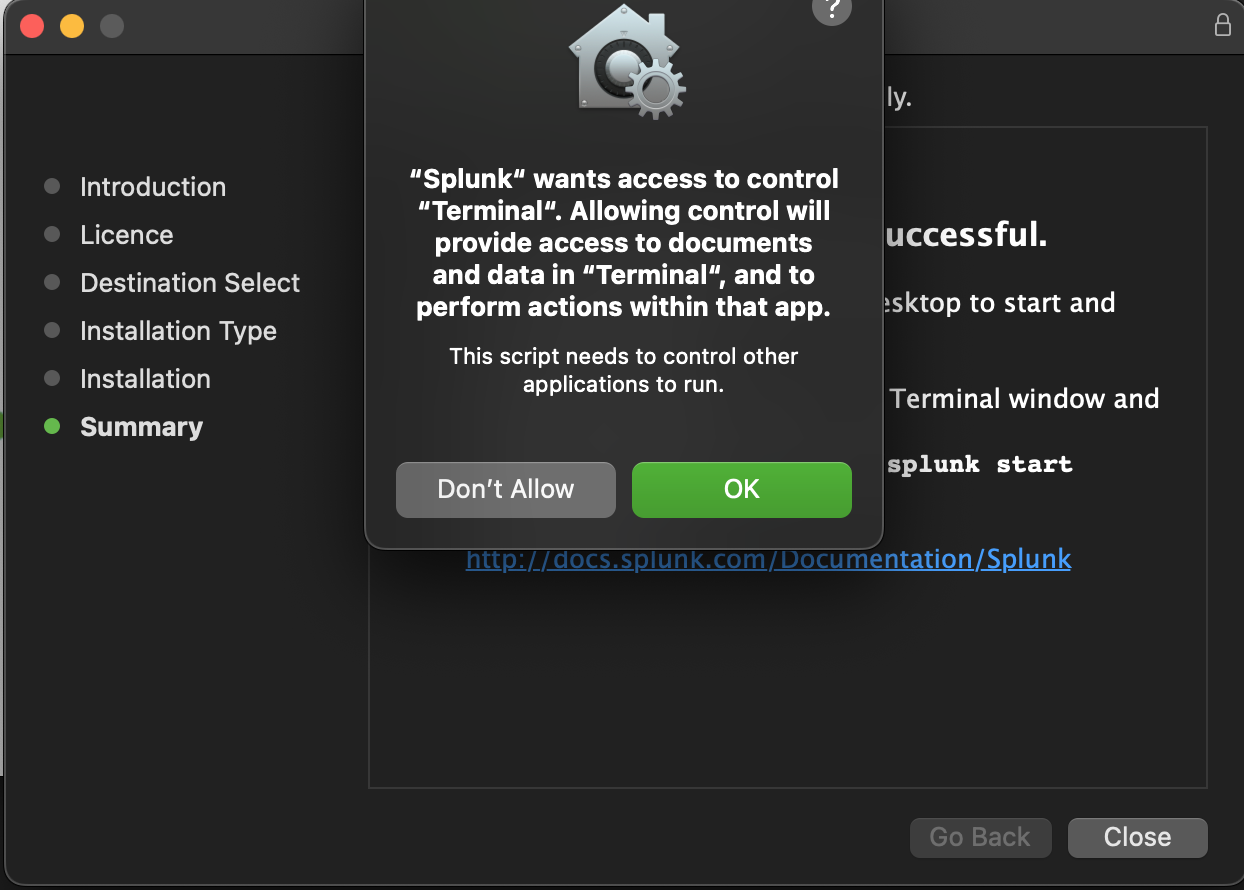 ?
ly.
Introduction
Licence
Destination Select
Installation Type
Installation
Summary
“Splunk“ wants access to control
“Terminal“. Allowing control will
provide access to documents
and data in “Terminal“, and to
perform actions within that app.
This script needs to control other
applications to run.
Don’t Allow
OK
uccessful.
esktop to start and
Terminal window and
splunk start
http://docs.splunk.com/Documentation/Splunk
Go Back
Close